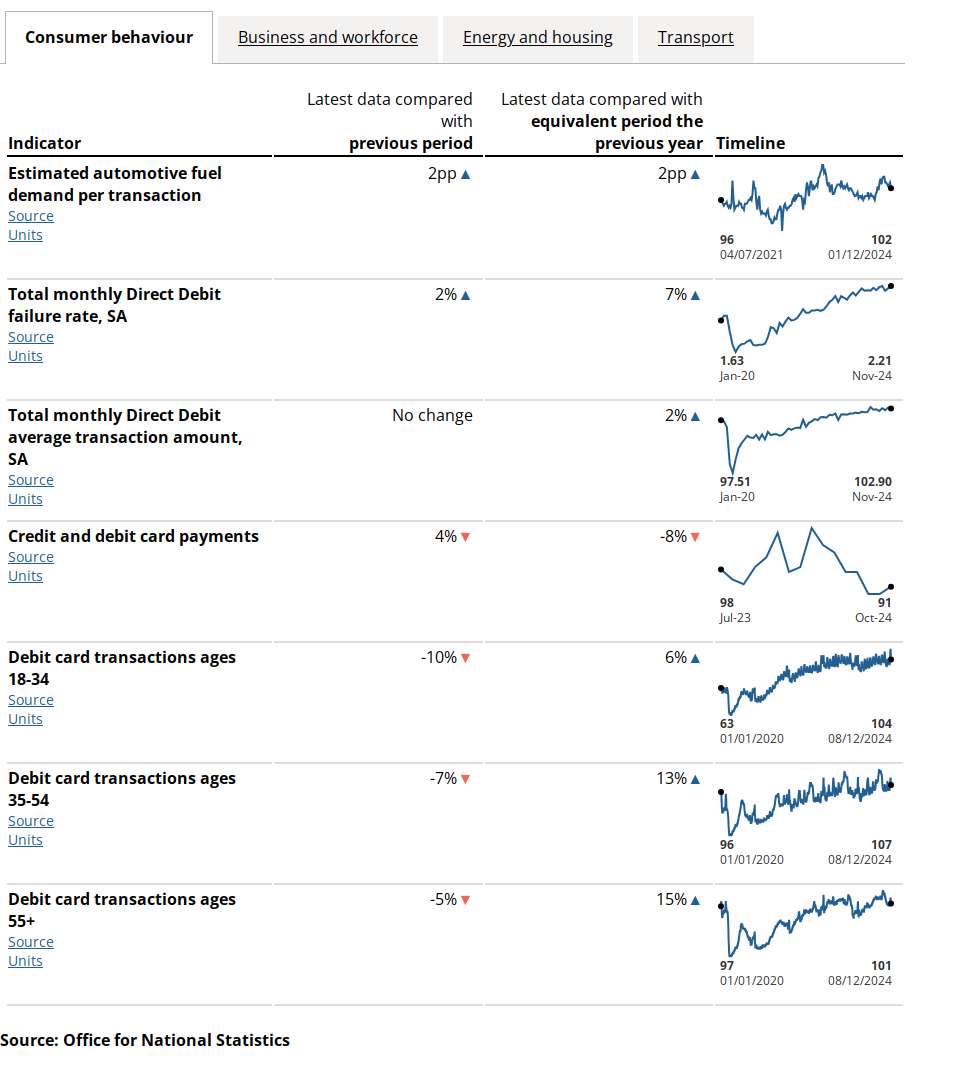 Consumer behaviour
Business and workforce
Energy and housing
Transport
Latest data compared
Latest data compared with
with
equivalent period the
Indicator
previous period
previous year
Timeline
Estimated automotive fuel
demand per transaction
Source
Units
2pp ▲
2pp ▲
96
102
04/07/2021
01/12/2024
Total monthly Direct Debit
failure rate, SA
Source
Units
2% ▲
7% ▲
1.63
2.21
Jan-20
Nov-24
Total monthly Direct Debit
average transaction amount,
SA
Source
Units
No change
2% ▲
97.51
102.90
Jan-20
Nov-24
Credit and debit card payments
Source
Units
4% ▼
-8% ▼
98
91
Jul-23
Oct-24
Debit card transactions ages
18-34
Source
Units
-10% ▼
6% ▲
63
104
01/01/2020
08/12/2024
Debit card transactions ages
35-54
Source
Units
-7% ▼
13% ▲
96
107
01/01/2020
08/12/2024
Debit card transactions ages
55+
Source
Units
-5% ▼
15% ▲
97
101
01/01/2020
08/12/2024
Source: Office for National Statistics